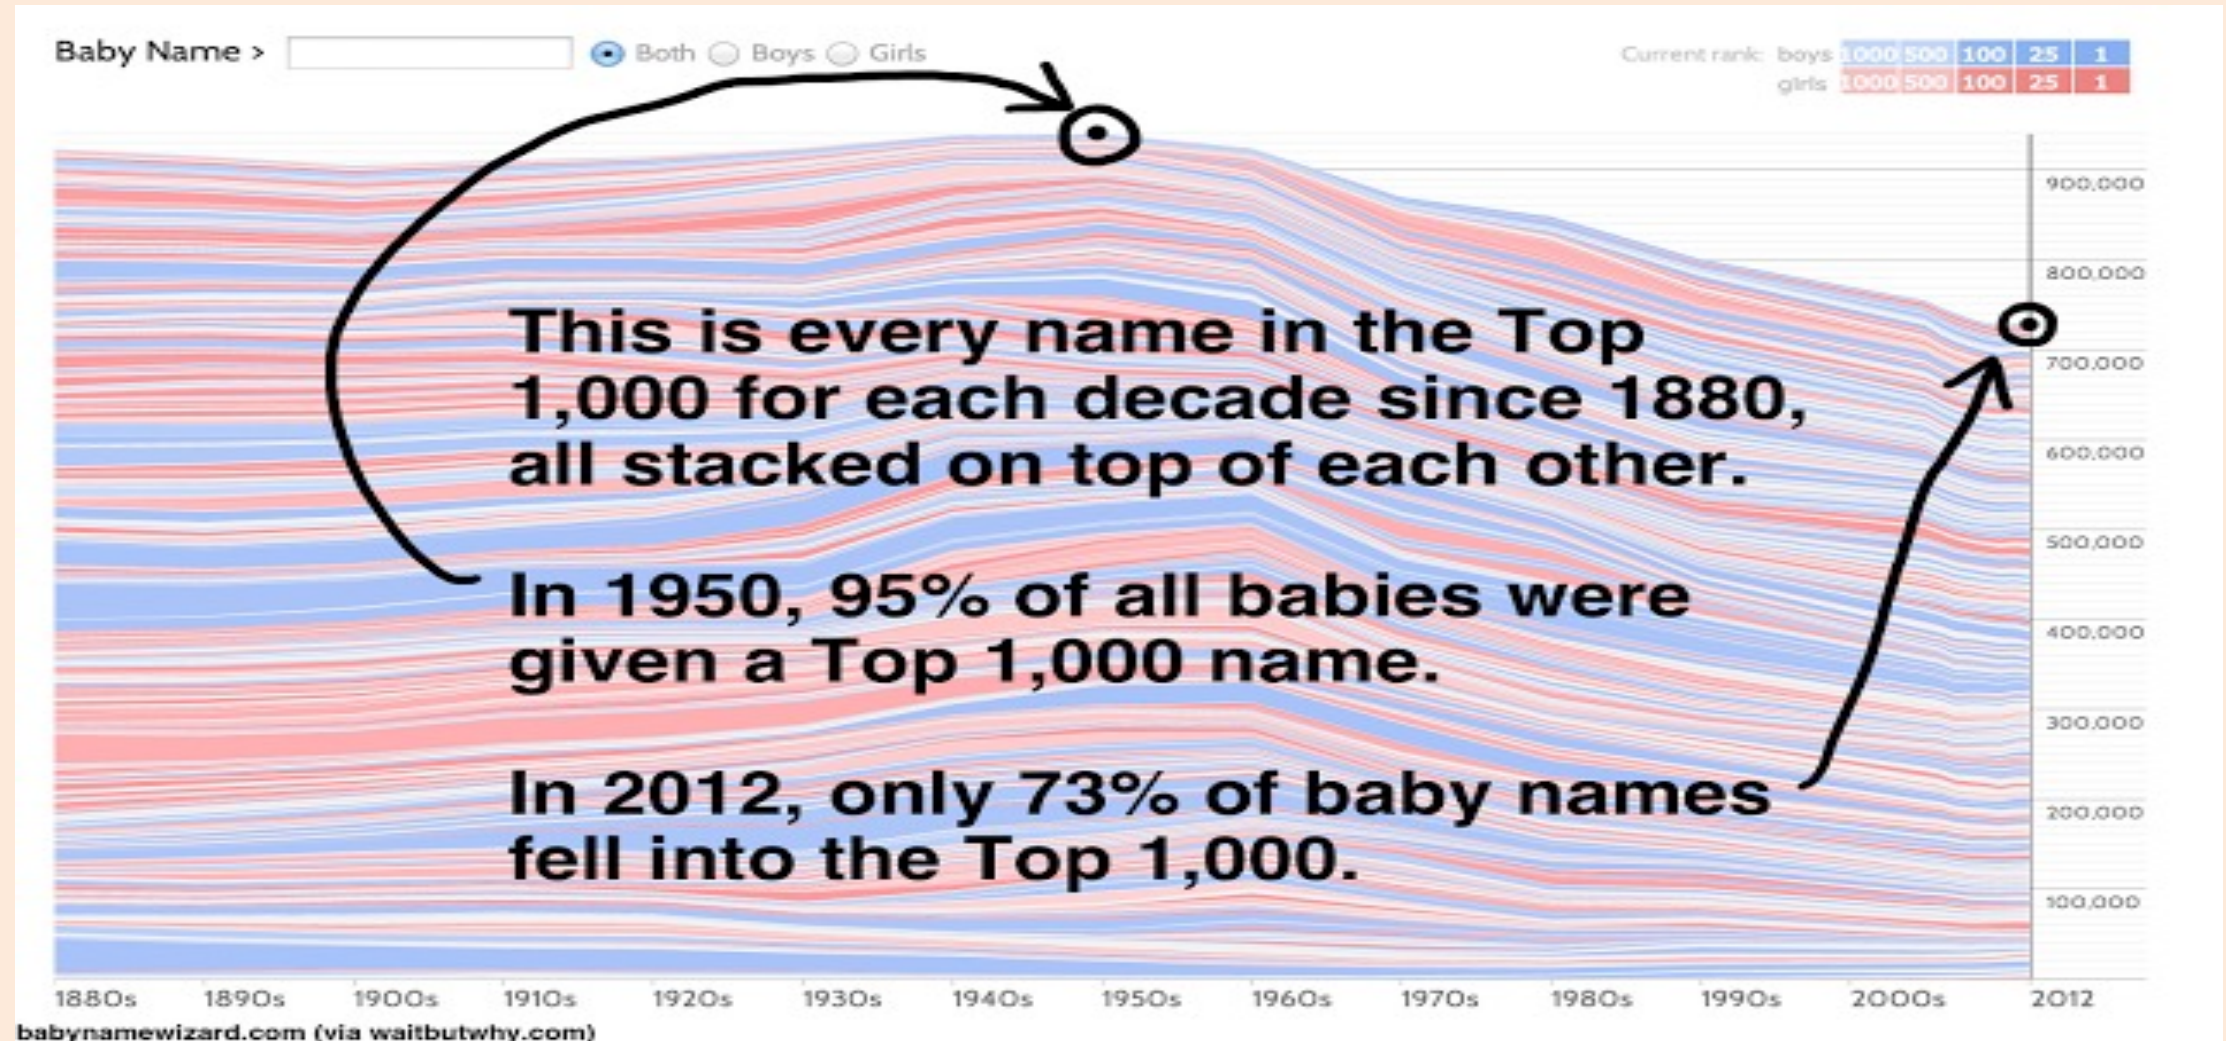 Baby Name > Both Boys Girls
Current rank: boys 1000 500 100 25 1
girls 1000 500 100 25 1
900,000
800,000
This is every name in the Top
700,000
1,000 for each decade since 1880,
600,000
all stacked on top of each other.
500,000
In 1950, 95% of all babies were
400,000
given a Top 1,000 name.
300,000
In 2012, only 73% of baby names
200,000
fell into the Top 1,000.
100,000
1880s 1890s 1900s 1910s 1920s 1930s 1940s 1950s 1960s 1970s 1980s 1990s 2000s 2012
babynamewizard.com (via waitbutwhy.com)